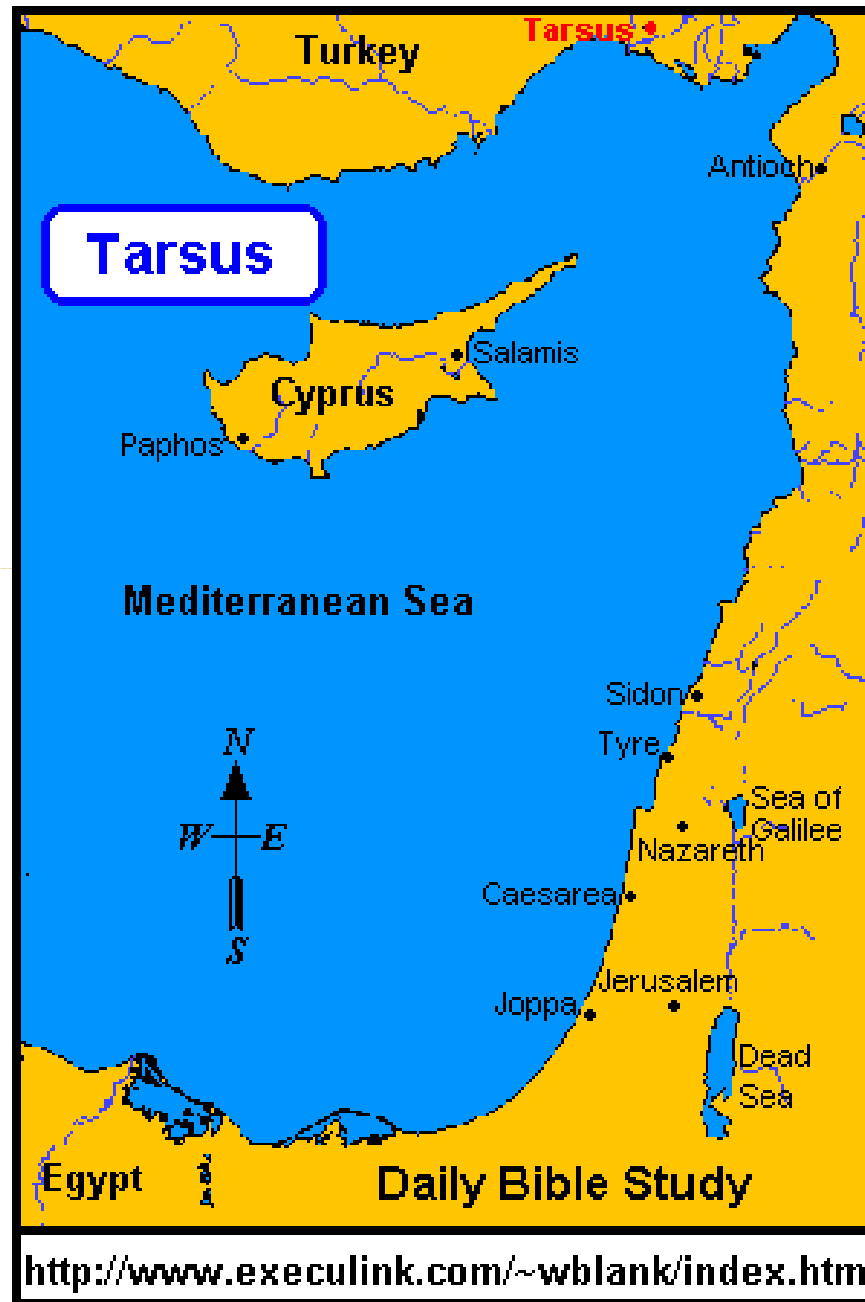 Tarsus
Turkey
Antioch
Tarsus
Salamis
Cyprus
Paphos
Mediterranean Sea
Sidon
Tyre
N
W E
S
Sea of
Galilee
Nazareth
Caesarea
Jerusalem
Joppa
Dead
Sea
Egypt
Daily Bible Study
http://www.execulink.com/~wblank/index.htm